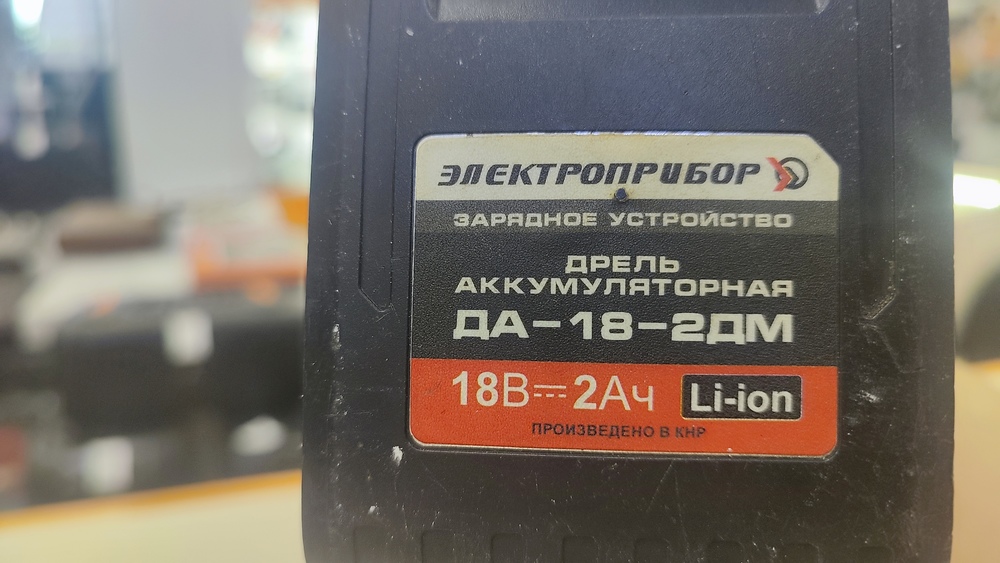 ЭЛЕКТРОПРИБОР
ЗАРЯДНОЕ УСТРОЙСТВО
ДРЕЛЬ
АККУМУЛЯТОРНАЯ
ДА-18-2ДМ
18В⎓2Ач Li-ion
ПРОИЗВЕДЕНО В КНР